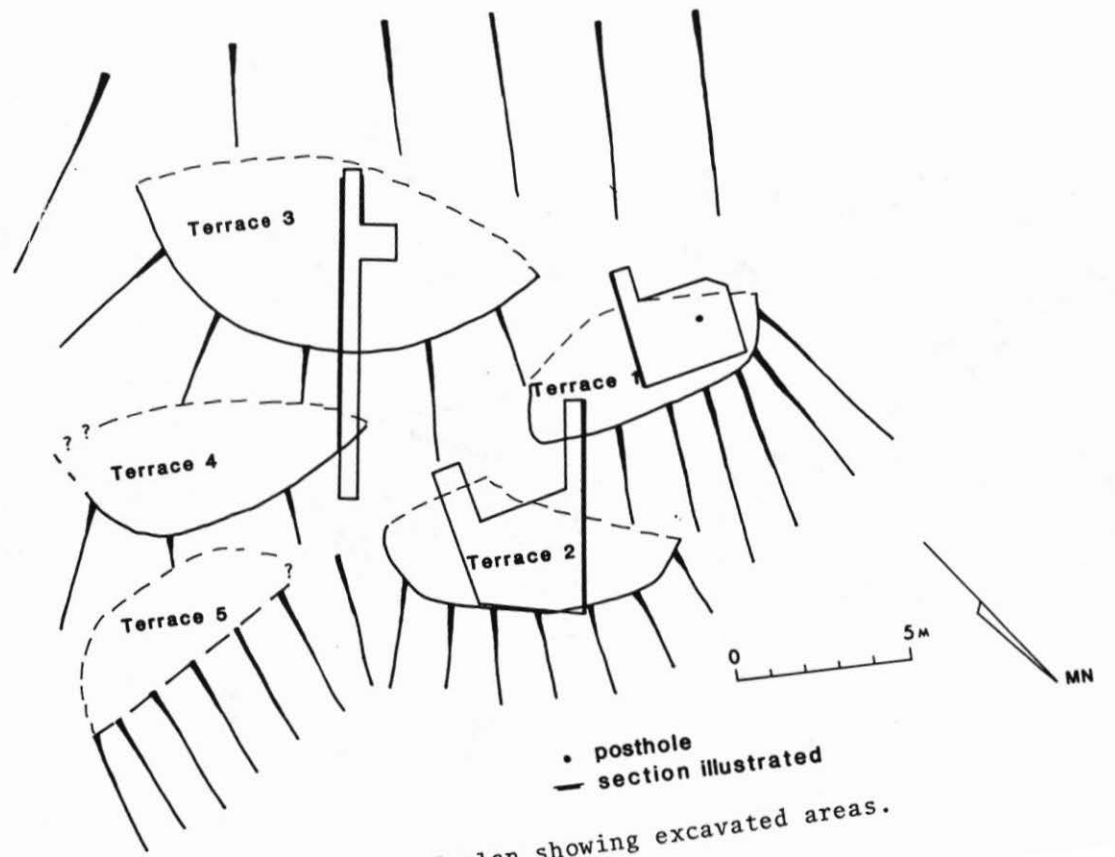 Terrace 3
Terrace 1
? ?
Terrace 4
Terrace 2
?
Terrace 5
0 5M
MN
posthole
section illustrated
showing excavated areas.